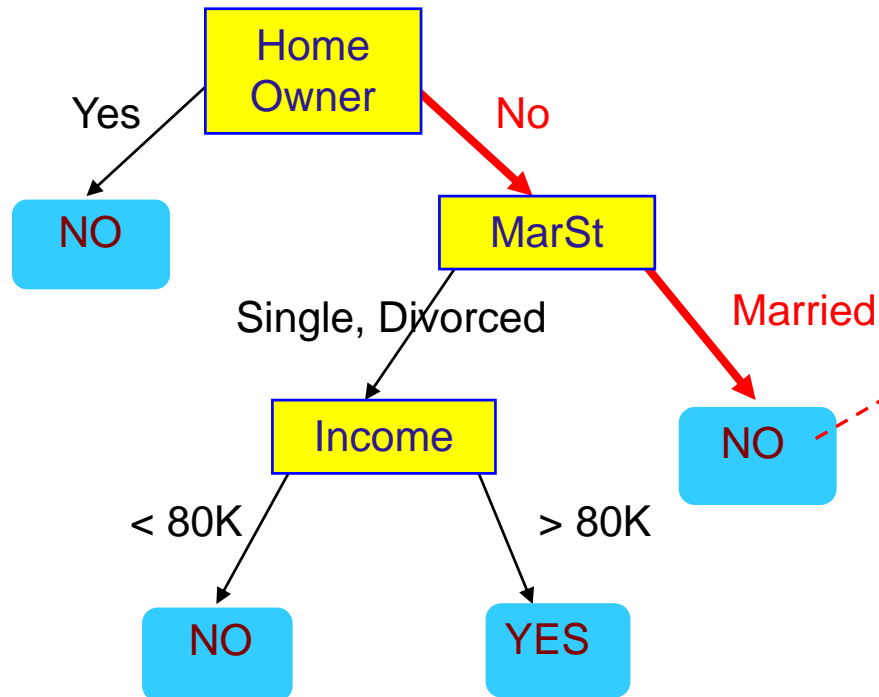 Home
Owner
Yes
No
NO
MarSt
Single, Divorced
Married
Income
NO
< 80K
> 80K
NO
YES